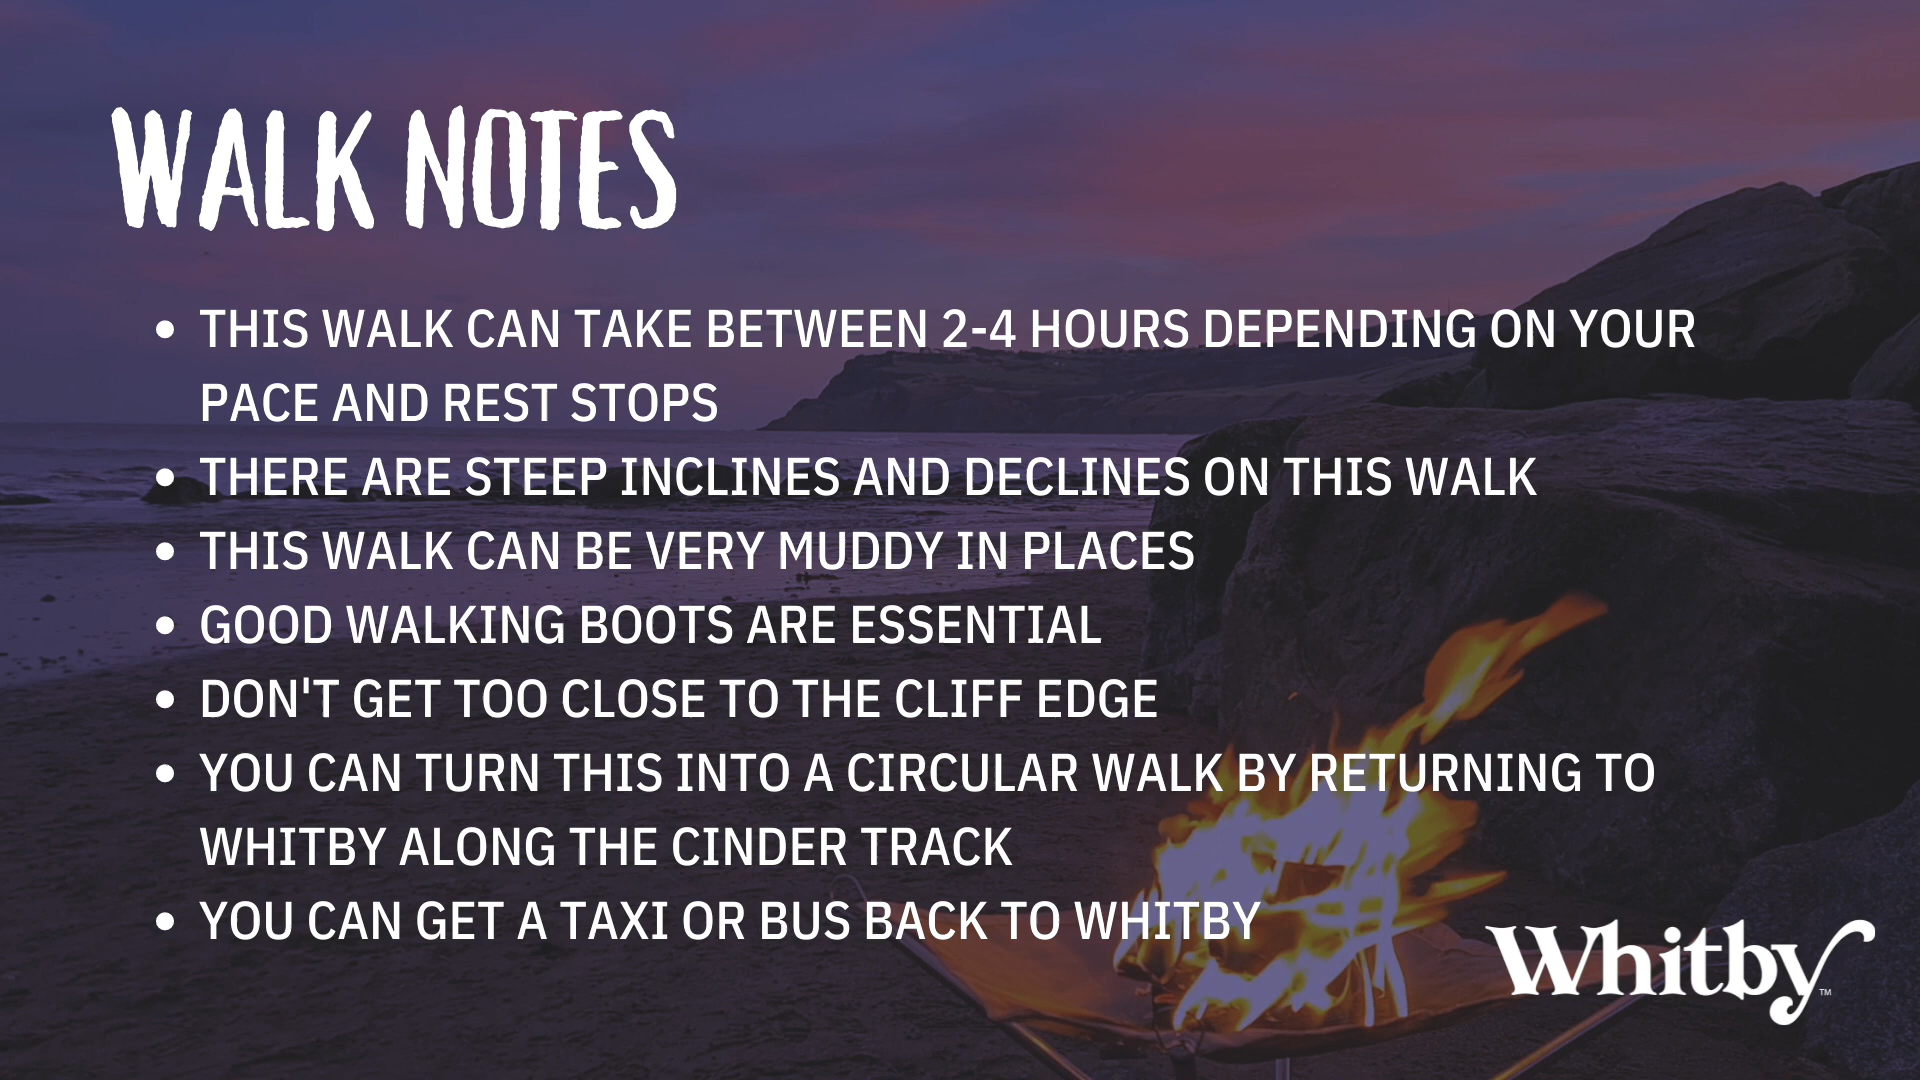 WALK NOTES
• THIS WALK CAN TAKE BETWEEN 2-4 HOURS DEPENDING ON YOUR
PACE AND REST STOPS
• THERE ARE STEEP INCLINES AND DECLINES ON THIS WALK
• THIS WALK CAN BE VERY MUDDY IN PLACES
• GOOD WALKING BOOTS ARE ESSENTIAL
• DON'T GET TOO CLOSE TO THE CLIFF EDGE
• YOU CAN TURN THIS INTO A CIRCULAR WALK BY RETURNING TO
WHITBY ALONG THE CINDER TRACK
• YOU CAN GET A TAXI OR BUS BACK TO WHITBY
Whitby™